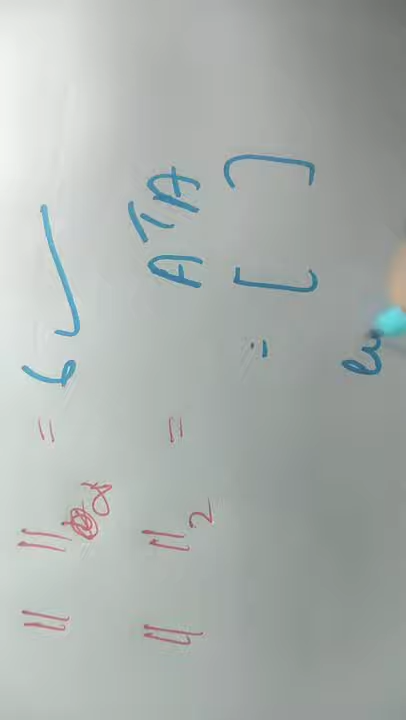 ‖ ‖∞ = 6 ✓
‖ ‖₂ = AᵀA
= [ ]